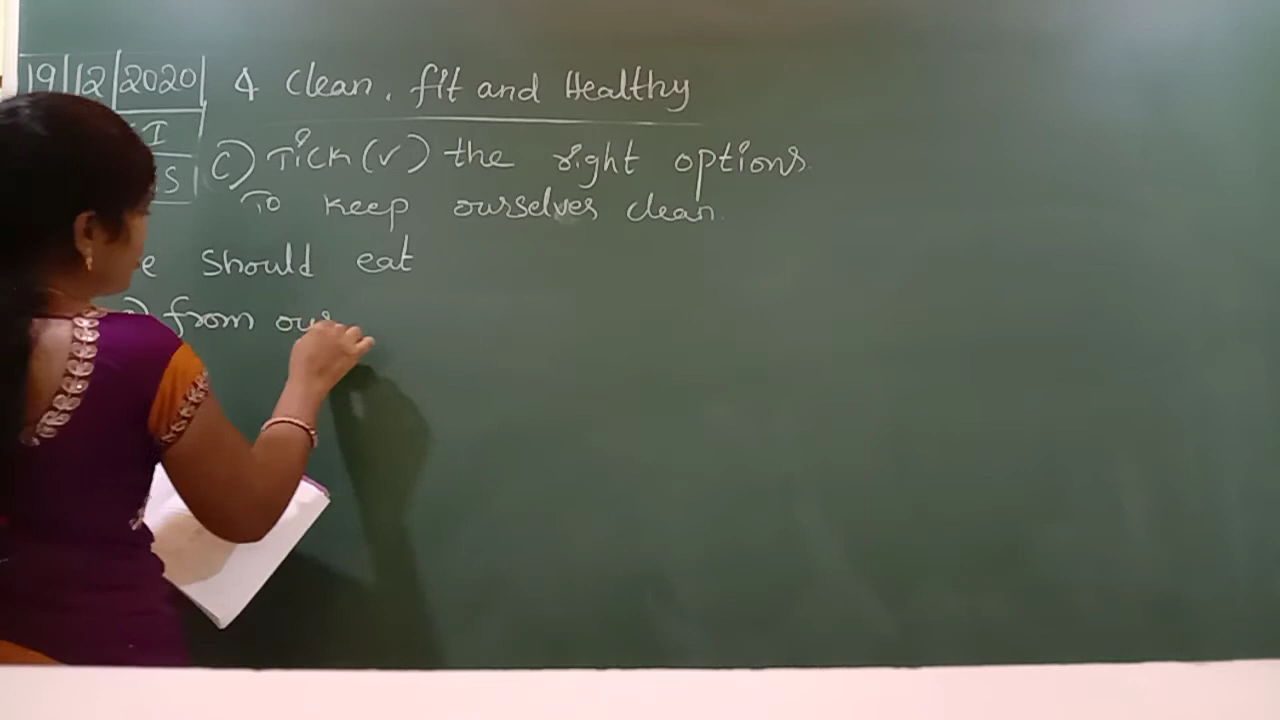 19/12/2020 4 Clean, fit and Healthy
I
S C) Tick (✓) the right options
To keep ourselves clean.
e should eat
a) from our